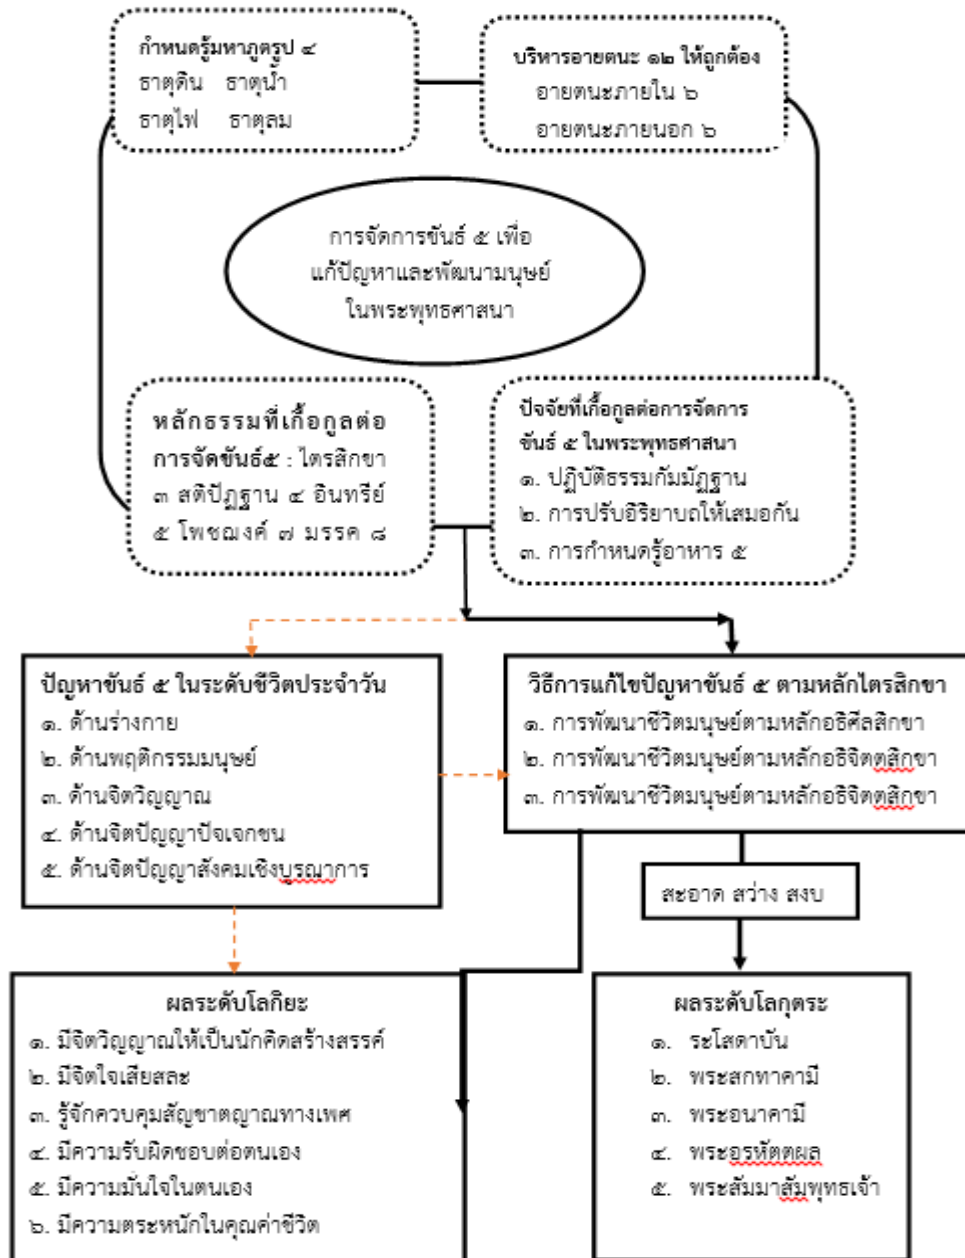 กำหนดรู้มหาภูตรูป ๔
ธาตุดิน ธาตุน้ำ
ธาตุไฟ ธาตุลม
บริหารอายตนะ ๑๒ ให้ถูกต้อง
อายตนะภายใน ๖
อายตนะภายนอก ๖
การจัดการขันธ์ ๕ เพื่อ
แก้ปัญหาและพัฒนามนุษย์
ในพระพุทธศาสนา
หลักธรรมที่เกื้อกูลต่อ
การจัดขันธ์๕ : ไตรสิกขา
๓ สติปัฏฐาน ๔ อินทรีย์
๕ โพชฌงค์ ๗ มรรค ๘
ปัจจัยที่เกื้อกูลต่อการจัดการ
ขันธ์ ๕ ในพระพุทธศาสนา
๑. ปฏิบัติธรรมกัมมัฏฐาน
๒. การปรับอิริยาบถให้เสมอกัน
๓. การกำหนดรู้อาหาร ๕
ปัญหาขันธ์ ๕ ในระดับชีวิตประจำวัน
๑. ด้านร่างกาย
๒. ด้านพฤติกรรมมนุษย์
๓. ด้านจิตวิญญาณ
๔. ด้านจิตปัญญาปัจเจกชน
๕. ด้านจิตปัญญาสังคมเชิงบูรณาการ
วิธีการแก้ไขปัญหาขันธ์ ๕ ตามหลักไตรสิกขา
๑. การพัฒนาชีวิตมนุษย์ตามหลักอธิศีลสิกขา
๒. การพัฒนาชีวิตมนุษย์ตามหลักอธิจิตตสิกขา
๓. การพัฒนาชีวิตมนุษย์ตามหลักอธิจิตตสิกขา
สะอาด สว่าง สงบ
ผลระดับโลกิยะ
๑. มีจิตวิญญาณให้เป็นนักคิดสร้างสรรค์
๒. มีจิตใจเสียสละ
๓. รู้จักควบคุมสัญชาตญาณทางเพศ
๔. มีความรับผิดชอบต่อตนเอง
๕. มีความมั่นใจในตนเอง
๖. มีความตระหนักในคุณค่าชีวิต
ผลระดับโลกุตระ
๑. ระโสดาบัน
๒. พระสกทาคามี
๓. พระอนาคามี
๔. พระอรหัตตผล
๕. พระสัมมาสัมพุทธเจ้า